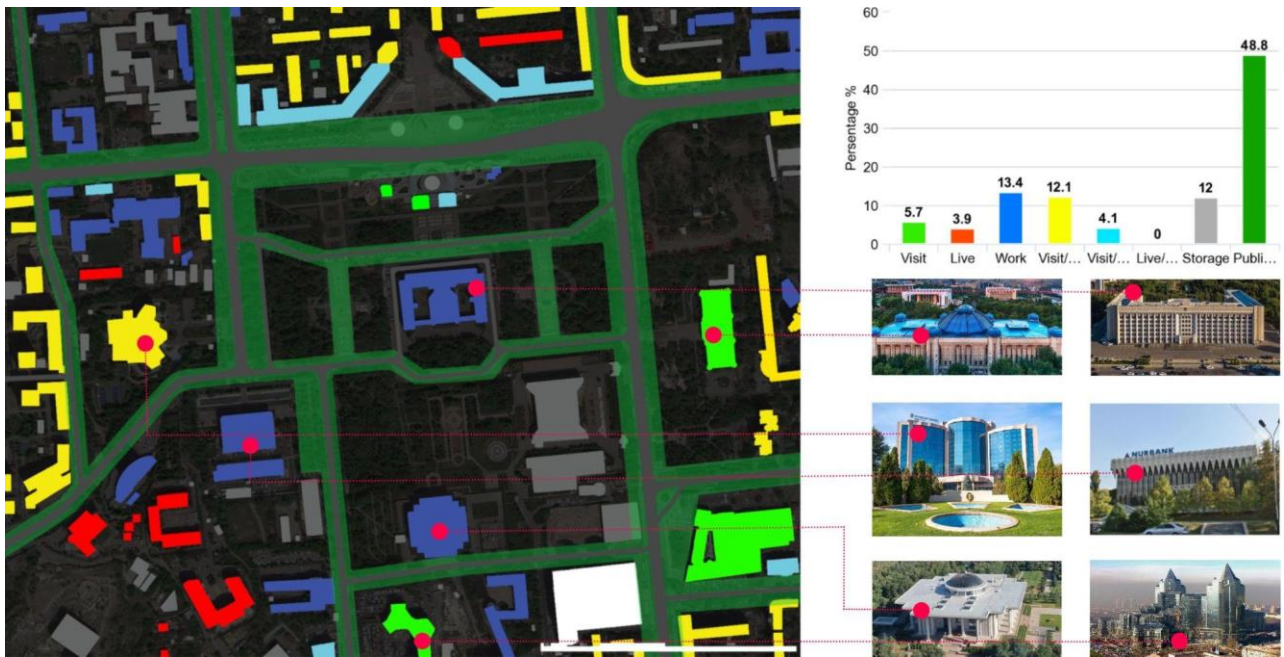 60
48.8
50
40
30
20
13.4
12.1
12
10
5.7
3.9
4.1
0
0
Persentage %
Visit
Live
Work
Visit/...
Visit/...
Live/...
Storage
Publi...
NURBANK